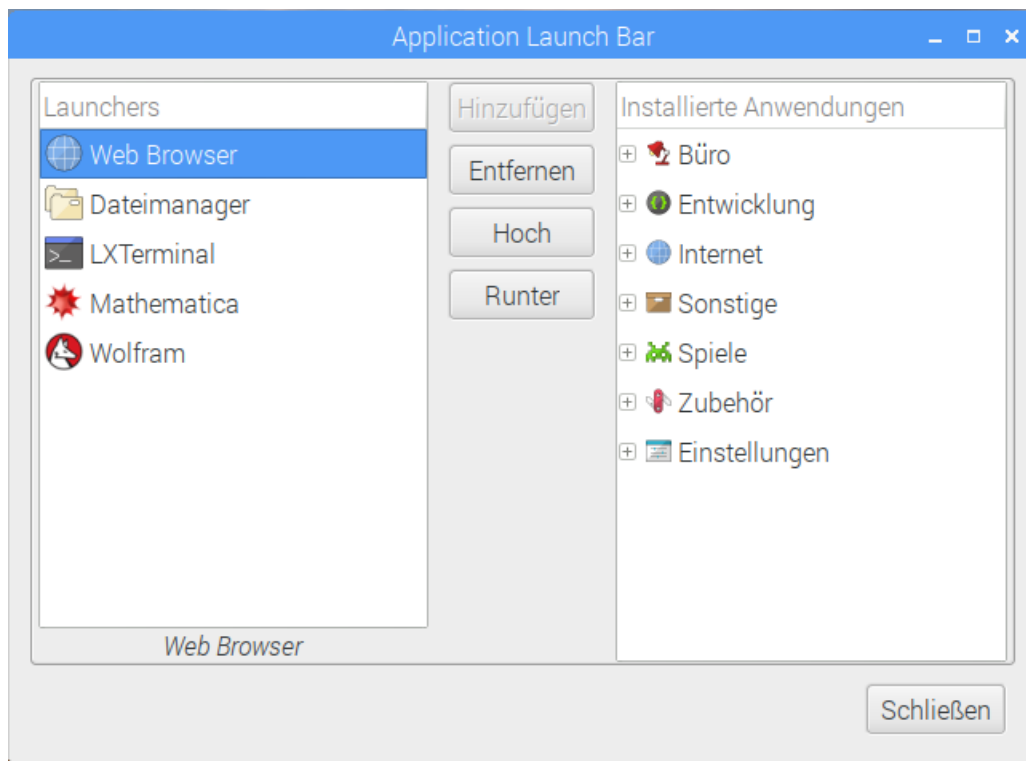 Application Launch Bar
Launchers
Web Browser
Dateimanager
LXTerminal
Mathematica
Wolfram
Web Browser
Hinzufügen
Entfernen
Hoch
Runter
Installierte Anwendungen
Büro
Entwicklung
Internet
Sonstige
Spiele
Zubehör
Einstellungen
Schließen